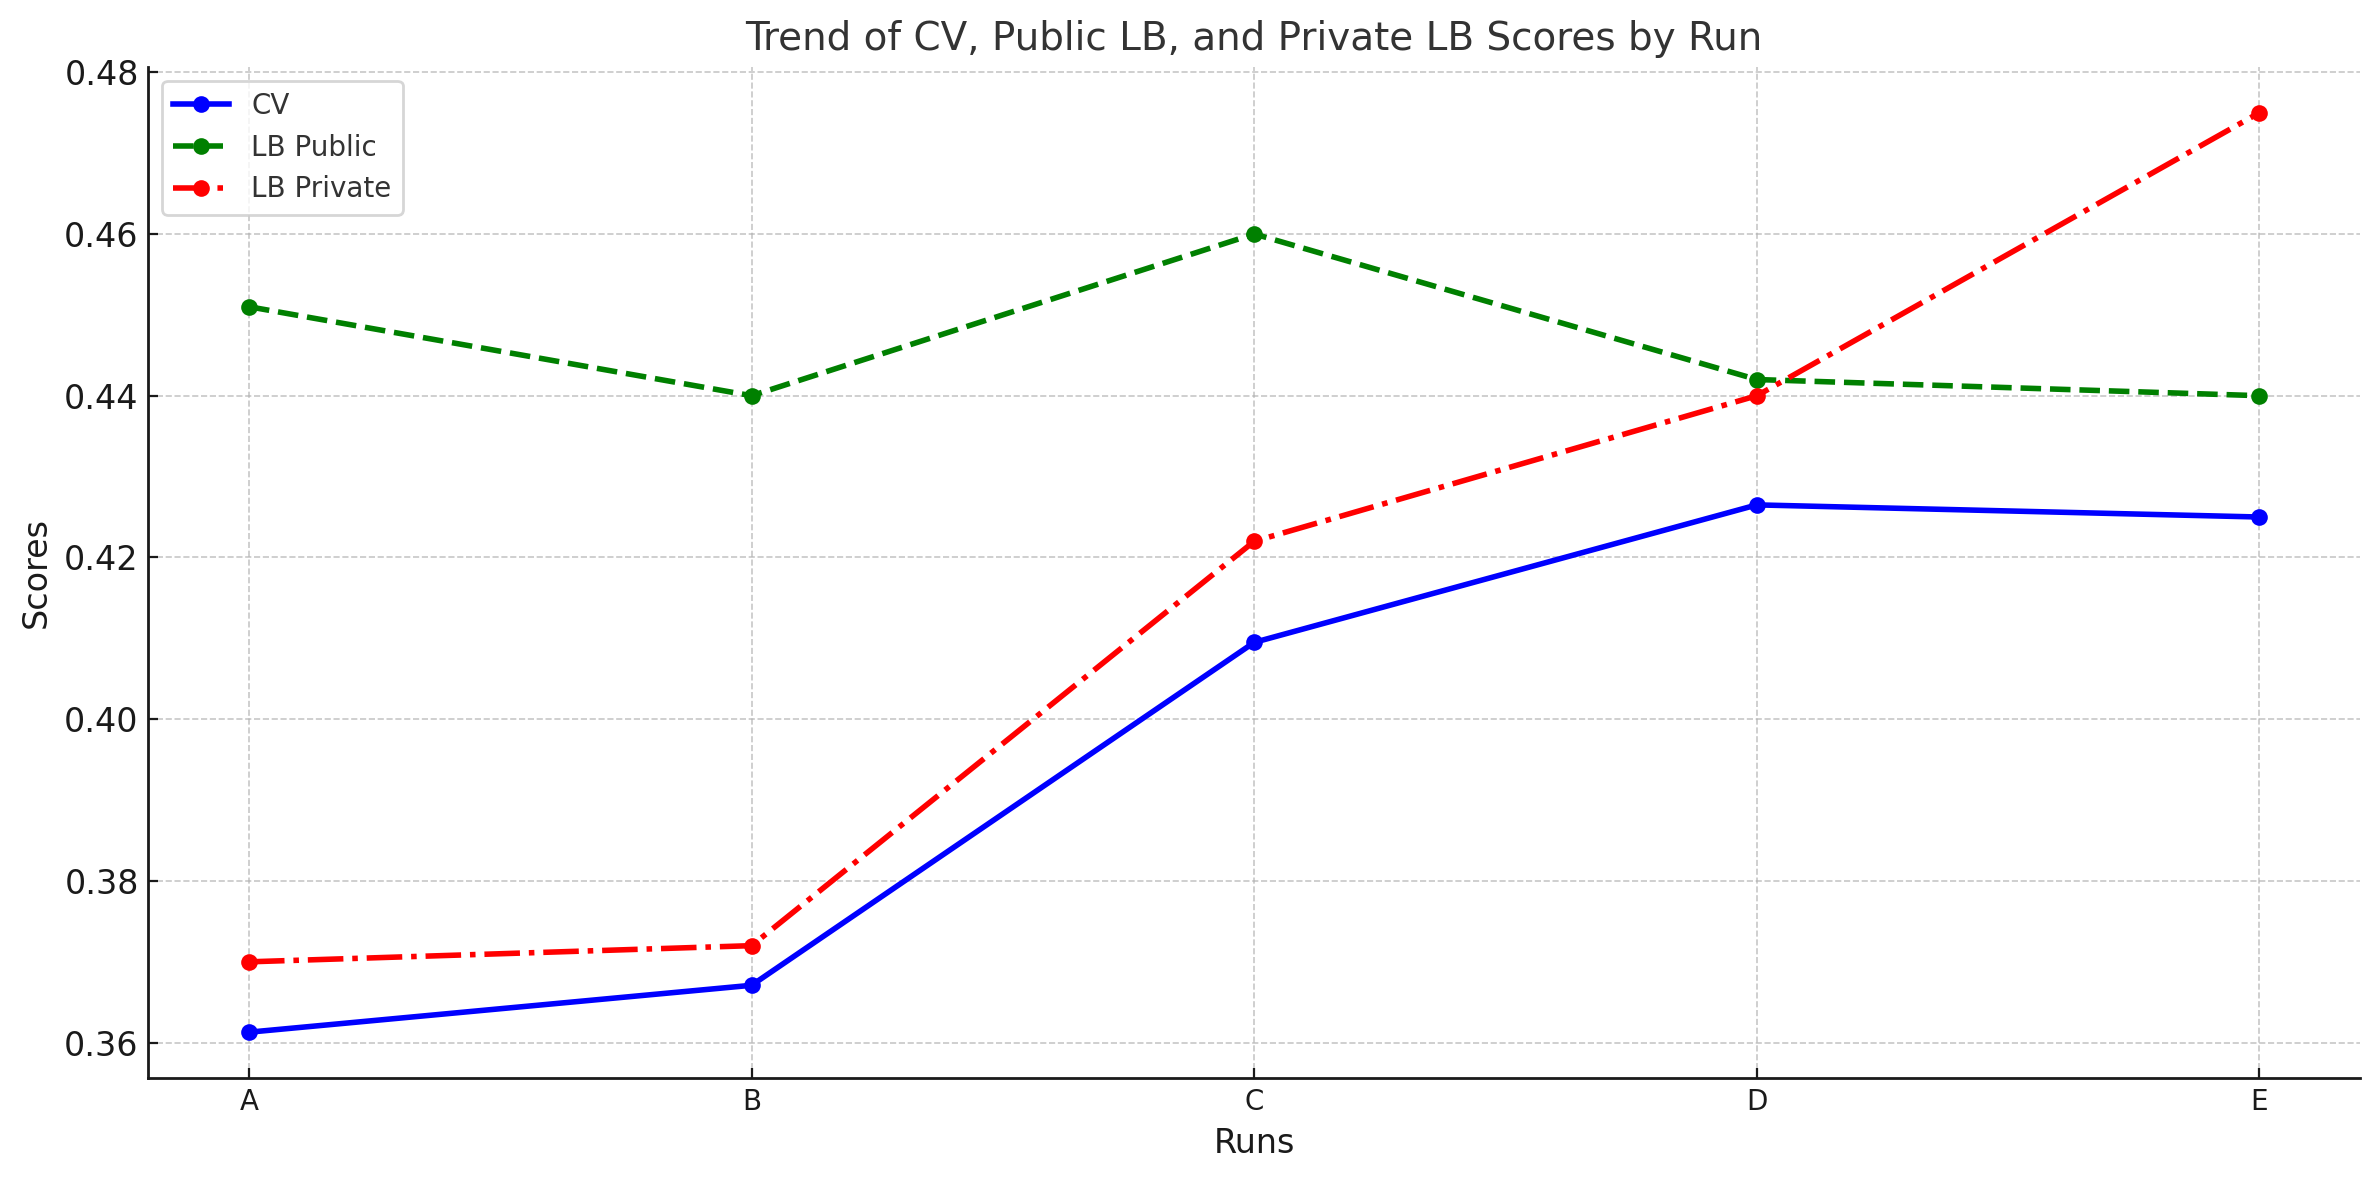 Trend of CV, Public LB, and Private LB Scores by Run
CV
LB Public
LB Private
Scores
0.48
0.46
0.44
0.42
0.40
0.38
0.36
A B C D E
Runs